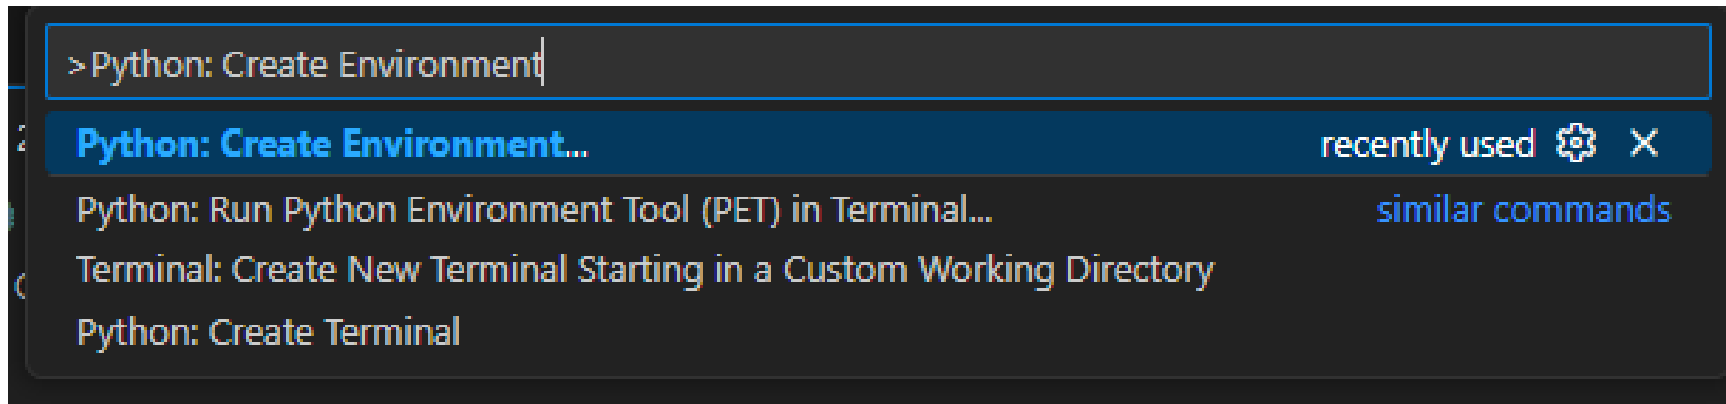 >Python: Create Environment
Python: Create Environment... recently used
Python: Run Python Environment Tool (PET) in Terminal... similar commands
Terminal: Create New Terminal Starting in a Custom Working Directory
Python: Create Terminal